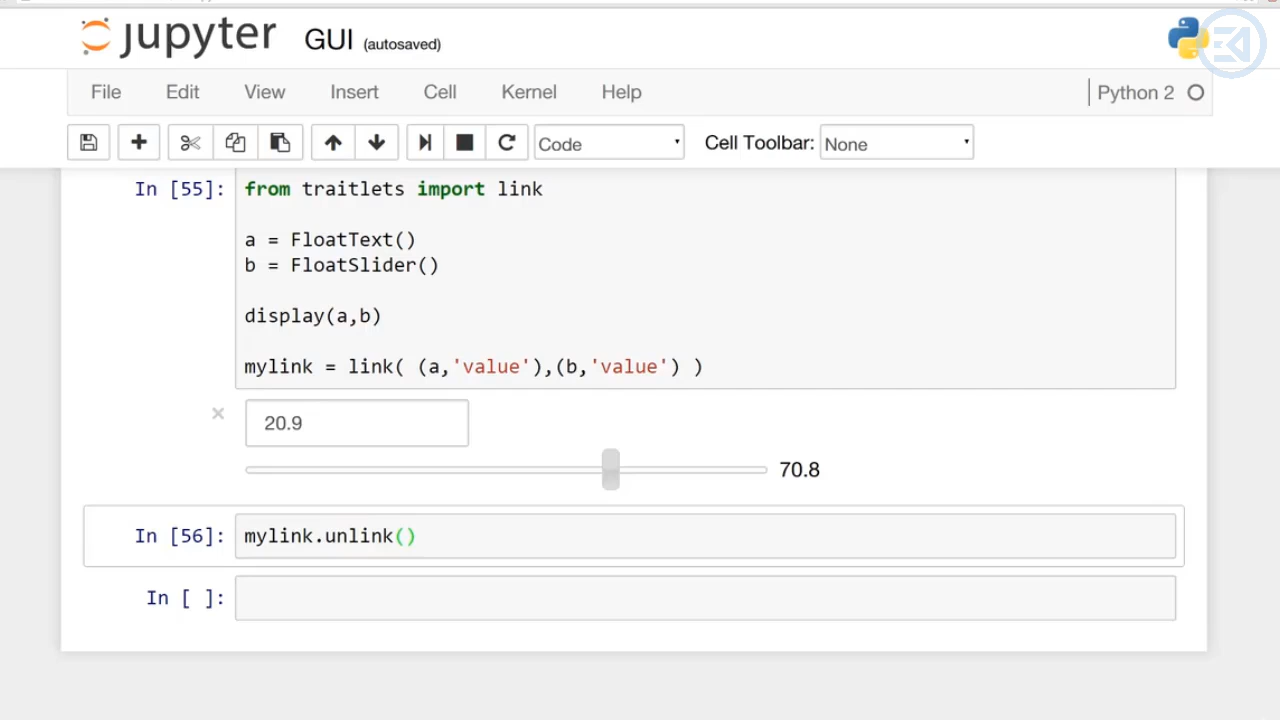 jupyter GUI (autosaved)
File Edit View Insert Cell Kernel Help Python 2
Code Cell Toolbar: None
In [55]: from traitlets import link
a = FloatText()
b = FloatSlider()
display(a,b)
mylink = link( (a,'value'),(b,'value') )
20.9
70.8
In [56]: mylink.unlink()
In [ ]: